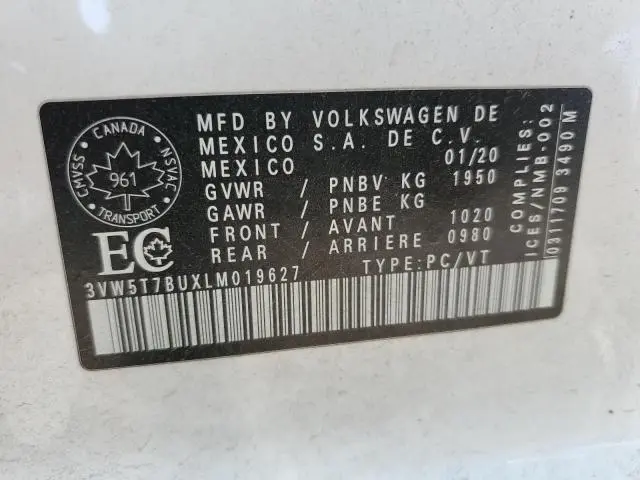 CANADA
CMVSS
NSVAC
961
TRANSPORT
EC
MFD BY VOLKSWAGEN DE
MEXICO S.A. DE C.V.
MEXICO 01/20
GVWR / PNBV KG 1950
GAWR / PNBE KG
FRONT / AVANT 1020
REAR / ARRIERE 0980
3VW5T7BUXLM019627 TYPE:PC/VT
COMPLIES:
ICES/NMB-002
0311709 3490 M